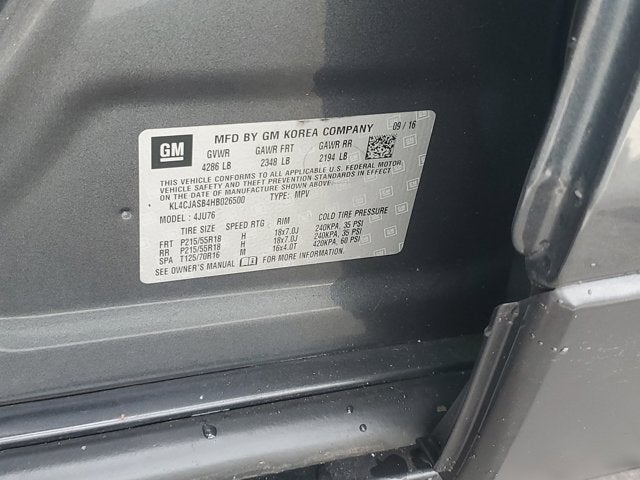 GM
MFD BY GM KOREA COMPANY 09 / 16
GVWR GAWR FRT GAWR RR
4286 LB 2348 LB 2194 LB
THIS VEHICLE CONFORMS TO ALL APPLICABLE U.S. FEDERAL MOTOR
VEHICLE SAFETY AND THEFT PREVENTION STANDARDS IN EFFECT
ON THE DATE OF MANUFACTURE SHOWN ABOVE.
KL4CJASB4HB026500 TYPE: MPV
MODEL : 4JU76
TIRE SIZE SPEED RTG RIM COLD TIRE PRESSURE
FRT P215/55R18 H 18x7.0J 240KPA, 35 PSI
RR P215/55R18 H 18x7.0J 240KPA, 35 PSI
SPA T125/70R16 M 16x4.0T 420KPA, 60 PSI
SEE OWNER'S MANUAL FOR MORE INFORMATION.